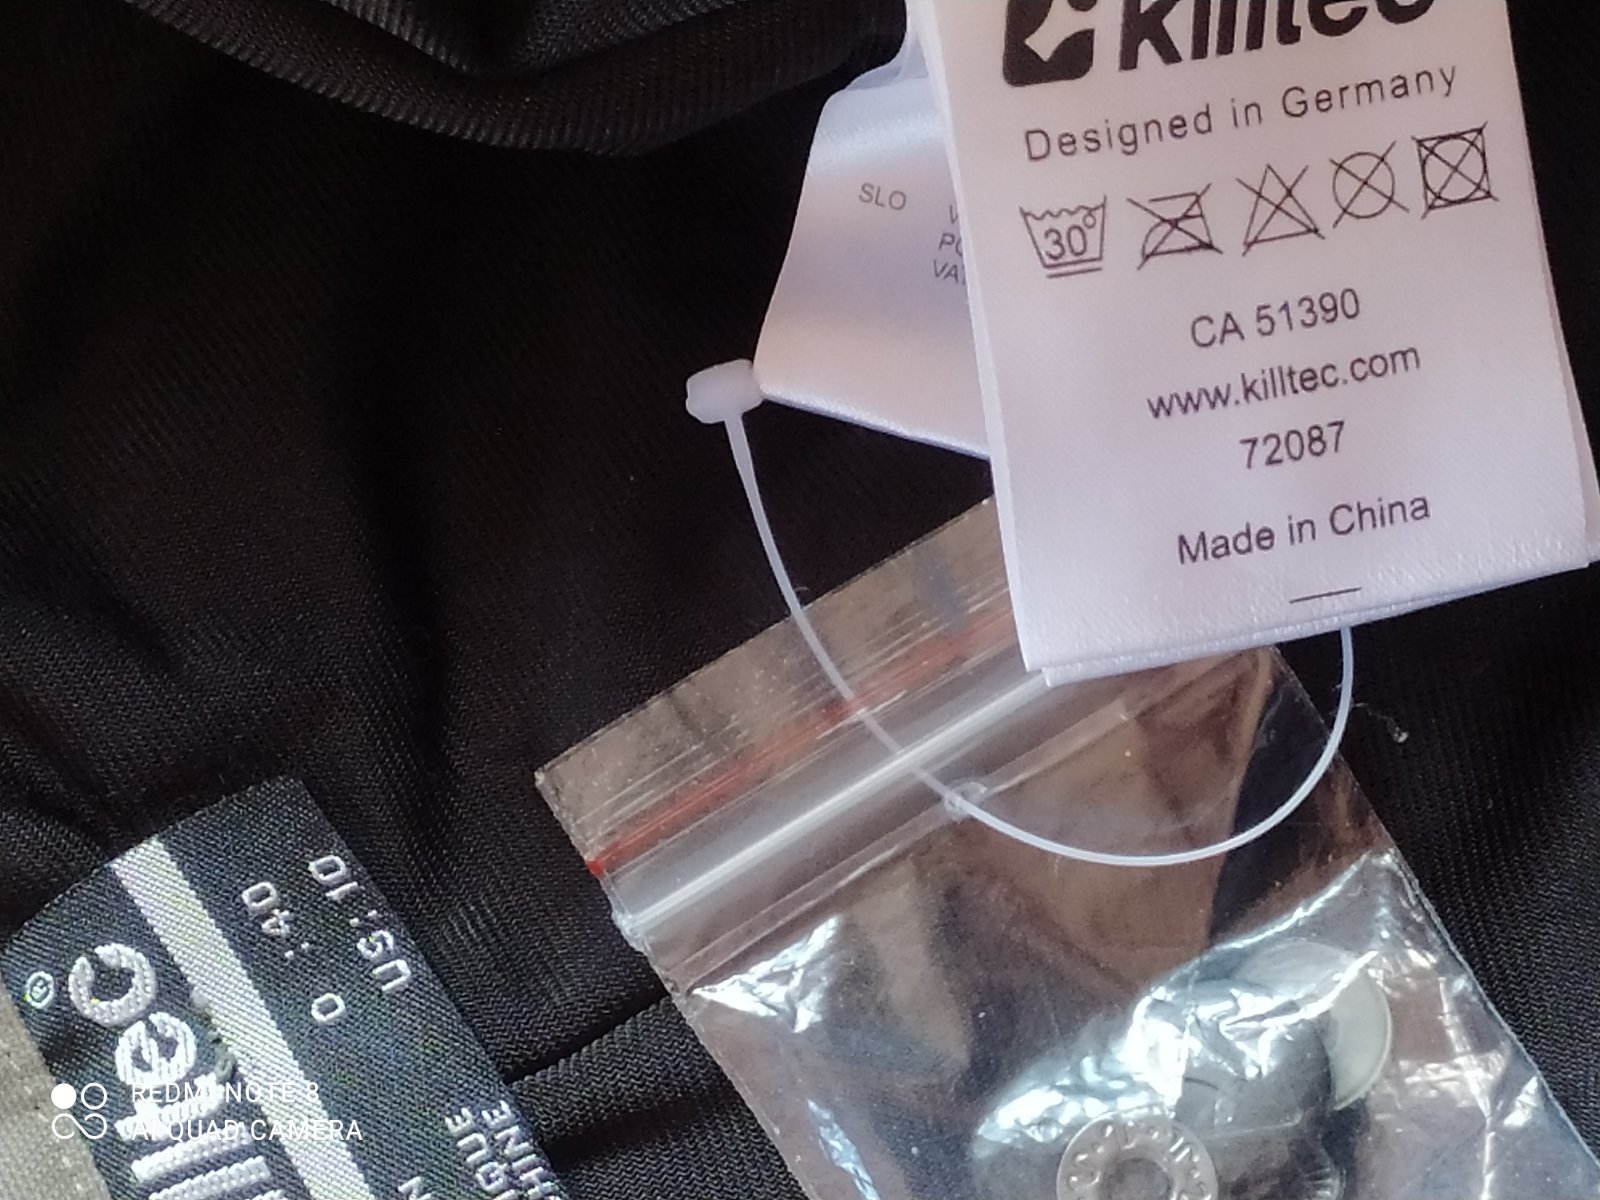 killtec
Designed in Germany
30°
CA 51390
www.killtec.com
72087
Made in China
SLO
US:10
:40
killtec®
REDMI NOTE 8
AI QUAD CAMERA